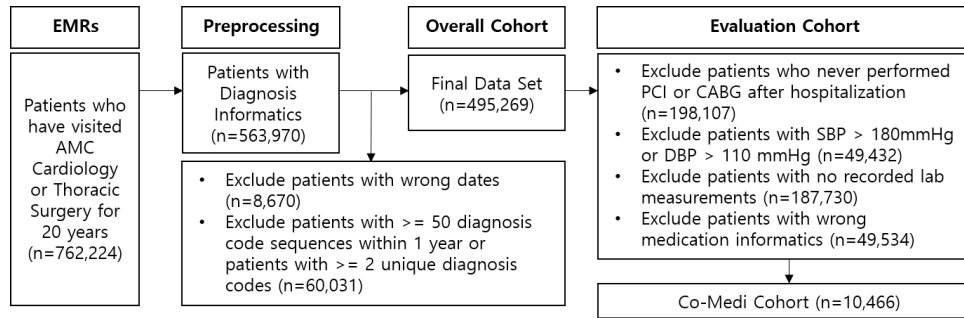 EMRs
Patients who
have visited
AMC
Cardiology
or Thoracic
Surgery for
20 years
(n=762,224)
Preprocessing
Patients with
Diagnosis
Informatics
(n=563,970)
• Exclude patients with wrong dates
(n=8,670)
• Exclude patients with >= 50 diagnosis
code sequences within 1 year or
patients with >= 2 unique diagnosis
codes (n=60,031)
Overall Cohort
Final Data Set
(n=495,269)
Evaluation Cohort
• Exclude patients who never performed
PCI or CABG after hospitalization
(n=198,107)
• Exclude patients with SBP > 180mmHg
or DBP > 110 mmHg (n=49,432)
• Exclude patients with no recorded lab
measurements (n=187,730)
• Exclude patients with wrong
medication informatics (n=49,534)
Co-Medi Cohort (n=10,466)